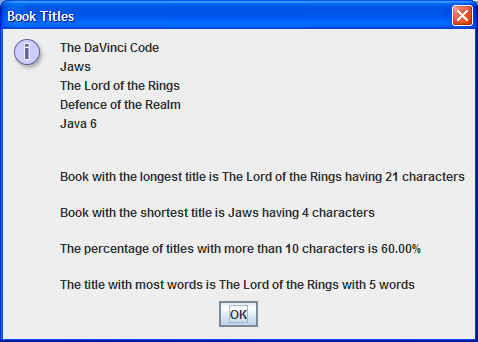 Book Titles
The DaVinci Code
Jaws
The Lord of the Rings
Defence of the Realm
Java 6
Book with the longest title is The Lord of the Rings having 21 characters
Book with the shortest title is Jaws having 4 characters
The percentage of titles with more than 10 characters is 60.00%
The title with most words is The Lord of the Rings with 5 words
OK